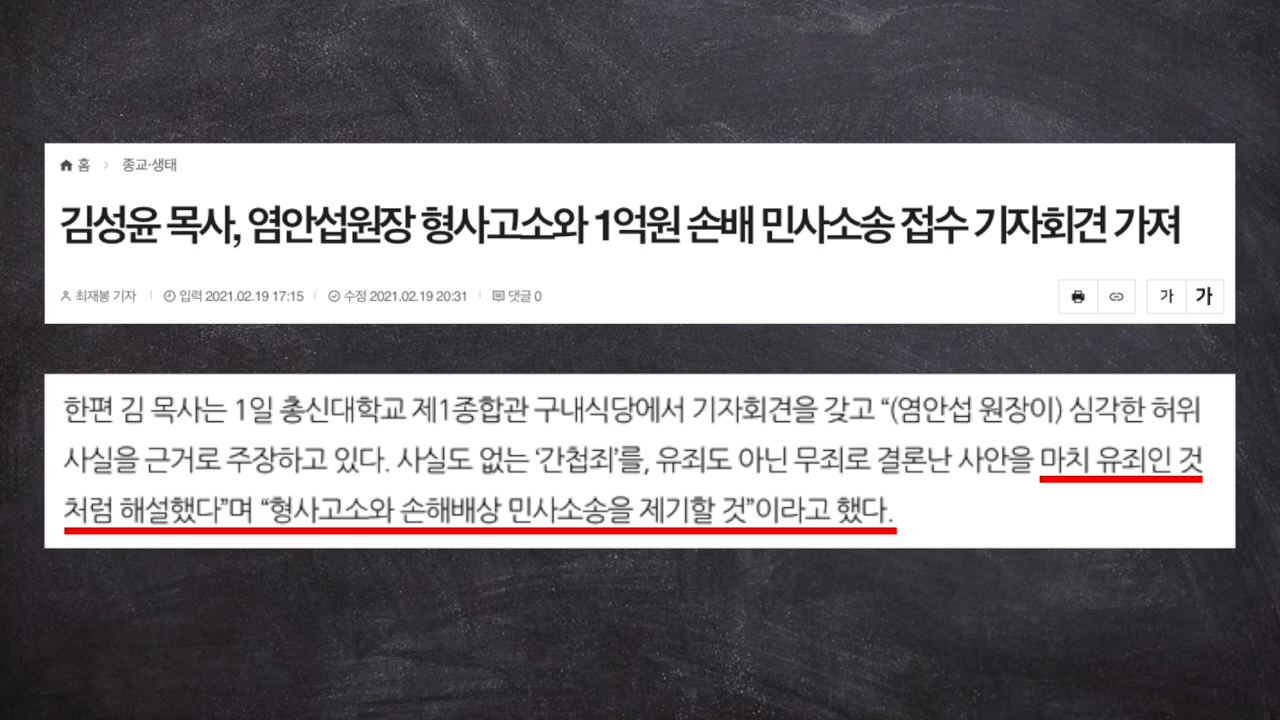 홈 > 종교·생태
김성윤 목사, 염안섭원장 형사고소와 1억원 손배 민사소송 접수 기자회견 가져
최재봉 기자 | 입력 2021.02.19 17:15 | 수정 2021.02.19 20:31 | 댓글 0
가 가
한편 김 목사는 1일 총신대학교 제1종합관 구내식당에서 기자회견을 갖고 “(염안섭 원장이) 심각한 허위
사실을 근거로 주장하고 있다. 사실도 없는 ‘간첩죄’를, 유죄도 아닌 무죄로 결론난 사안을 마치 유죄인 것
처럼 해설했다”며 “형사고소와 손해배상 민사소송을 제기할 것”이라고 했다.